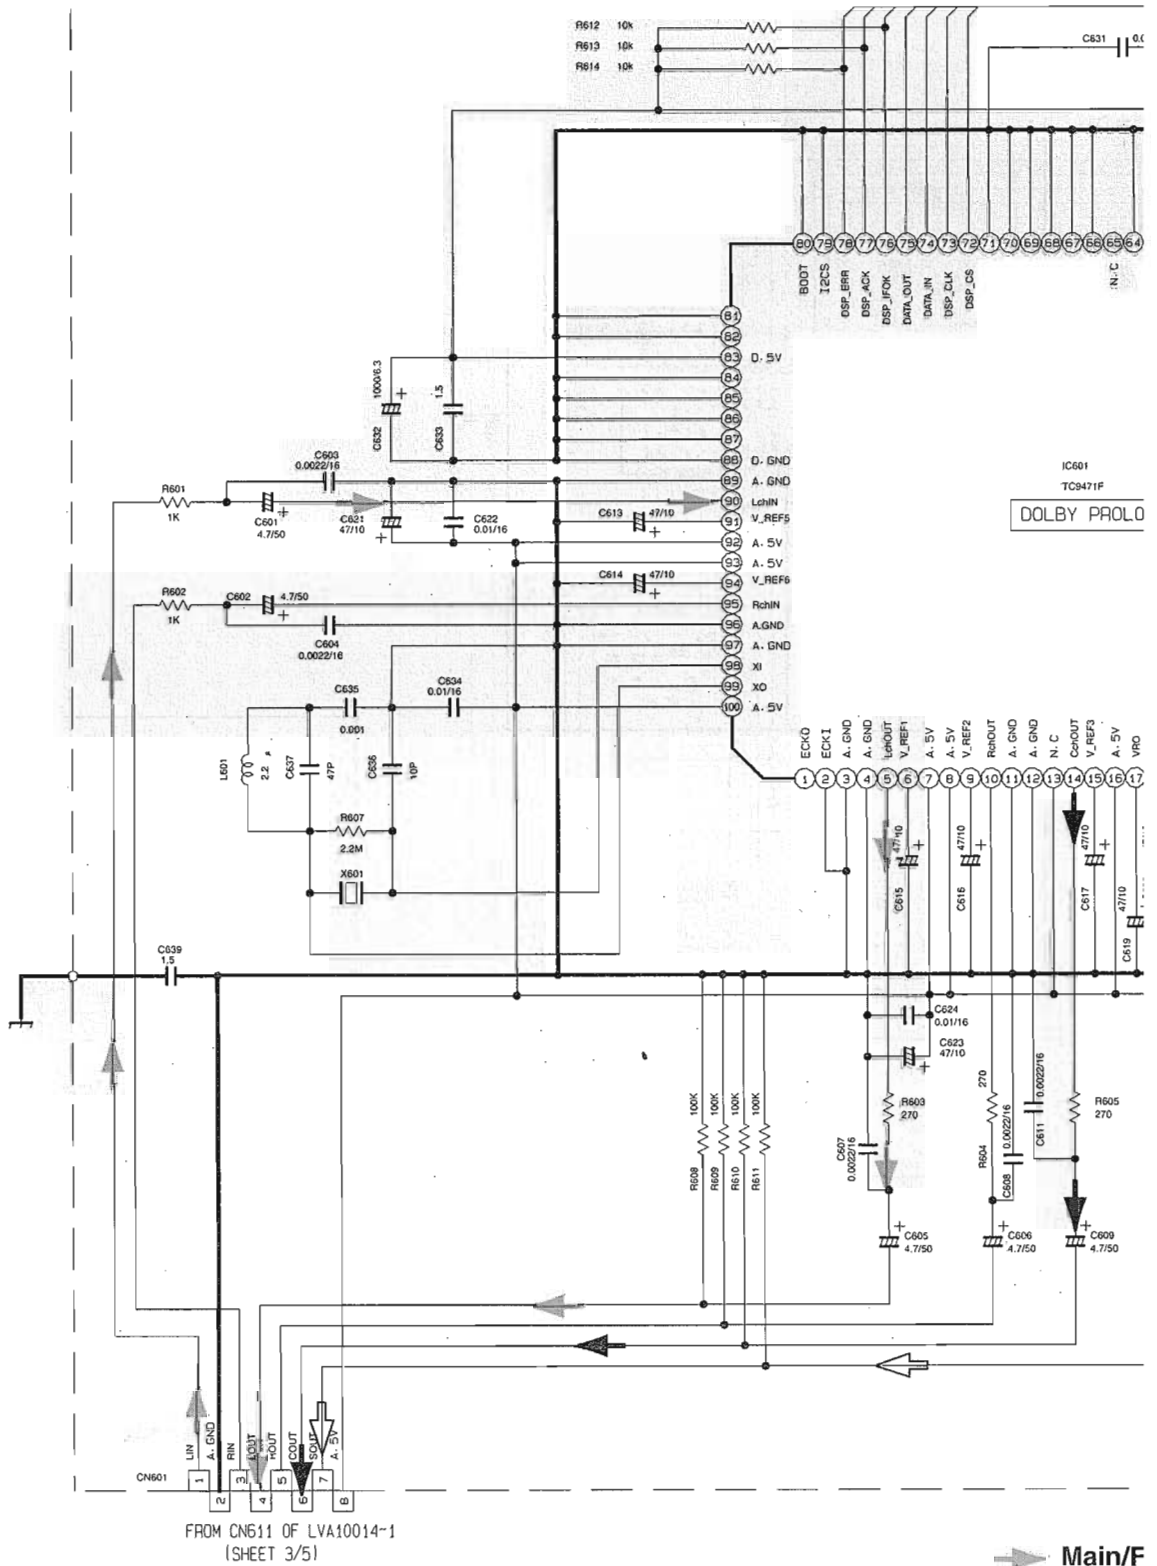 R612 10k
R613 10k
R614 10k
C631
80 79 78 77 76 75 74 73 72 71 70 69 68 67 66 65 64
BOOT
I2CS
DSP_ERR
DSP_ACK
DSP_IFOK
DATA_OUT
DATA_IN
DSP_CLK
DSP_CS
N.C
81
82
83 D.5V
84
85
86
87
88 D.GND
89 A.GND
90 LchIN
91 V_REF5
92 A.5V
93 A.5V
94 V_REF6
95 RchIN
96 A.GND
97 A.GND
98 XI
99 XO
100 A.5V
1000/6.3
C632
1.5
C633
IC601
TC9471F
DOLBY PROLO
C603
0.0022/16
R601
1K
C601
4.7/50
C621
47/10
C622
0.01/16
C613 47/10
C614 47/10
R602
1K
C602 4.7/50
C604
0.0022/16
C635
0.001
C634
0.01/16
L601
2.2
C637
47P
C636
10P
R607
2.2M
X601
ECKO
ECKI
A.GND
A.GND
LchOUT
V_REF1
A.5V
A.5V
V_REF2
RchOUT
A.GND
A.GND
N.C
CchOUT
V_REF3
A.5V
VRO
1 2 3 4 5 6 7 8 9 10 11 12 13 14 15 16 17
47/10
C615
47/10
C616
47/10
C617
47/10
C619
C639
1.5
C624
0.01/16
C623
47/10
100K
R608
100K
R609
100K
R610
100K
R611
R603
270
C607
0.0022/16
270
R604
0.0022/16
C608
0.0022/16
C611
R605
270
C605
4.7/50
C606
4.7/50
C609
4.7/50
LIN
A.GND
RIN
COUT
SOUT
A.5V
CN601
1 2 3 4 5 6 7 8
FROM CN611 OF LVA10014-1
(SHEET 3/5)
Main/F